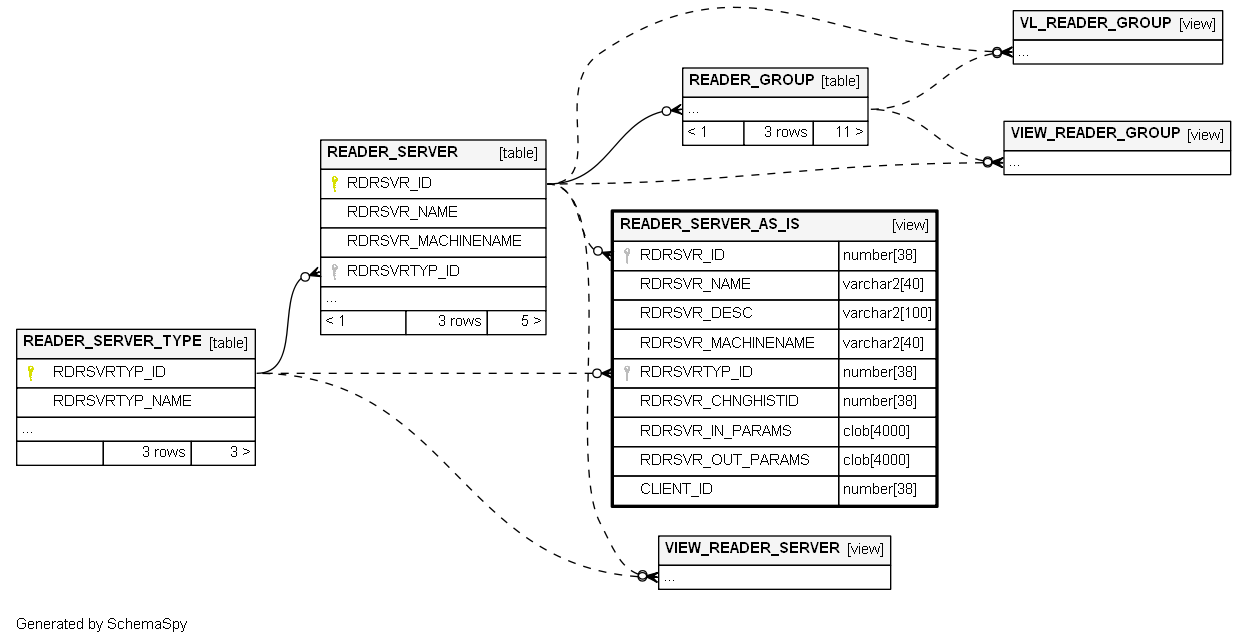 VL_READER_GROUP [view]
...
READER_GROUP [table]
...
< 1 3 rows 11 >
VIEW_READER_GROUP [view]
...
READER_SERVER [table]
RDRSVR_ID
RDRSVR_NAME
RDRSVR_MACHINENAME
RDRSVRTYP_ID
...
< 1 3 rows 5 >
READER_SERVER_AS_IS [view]
RDRSVR_ID number[38]
RDRSVR_NAME varchar2[40]
RDRSVR_DESC varchar2[100]
RDRSVR_MACHINENAME varchar2[40]
RDRSVRTYP_ID number[38]
RDRSVR_CHNGHISTID number[38]
RDRSVR_IN_PARAMS clob[4000]
RDRSVR_OUT_PARAMS clob[4000]
CLIENT_ID number[38]
READER_SERVER_TYPE [table]
RDRSVRTYP_ID
RDRSVRTYP_NAME
...
3 rows 3 >
VIEW_READER_SERVER [view]
...
Generated by SchemaSpy